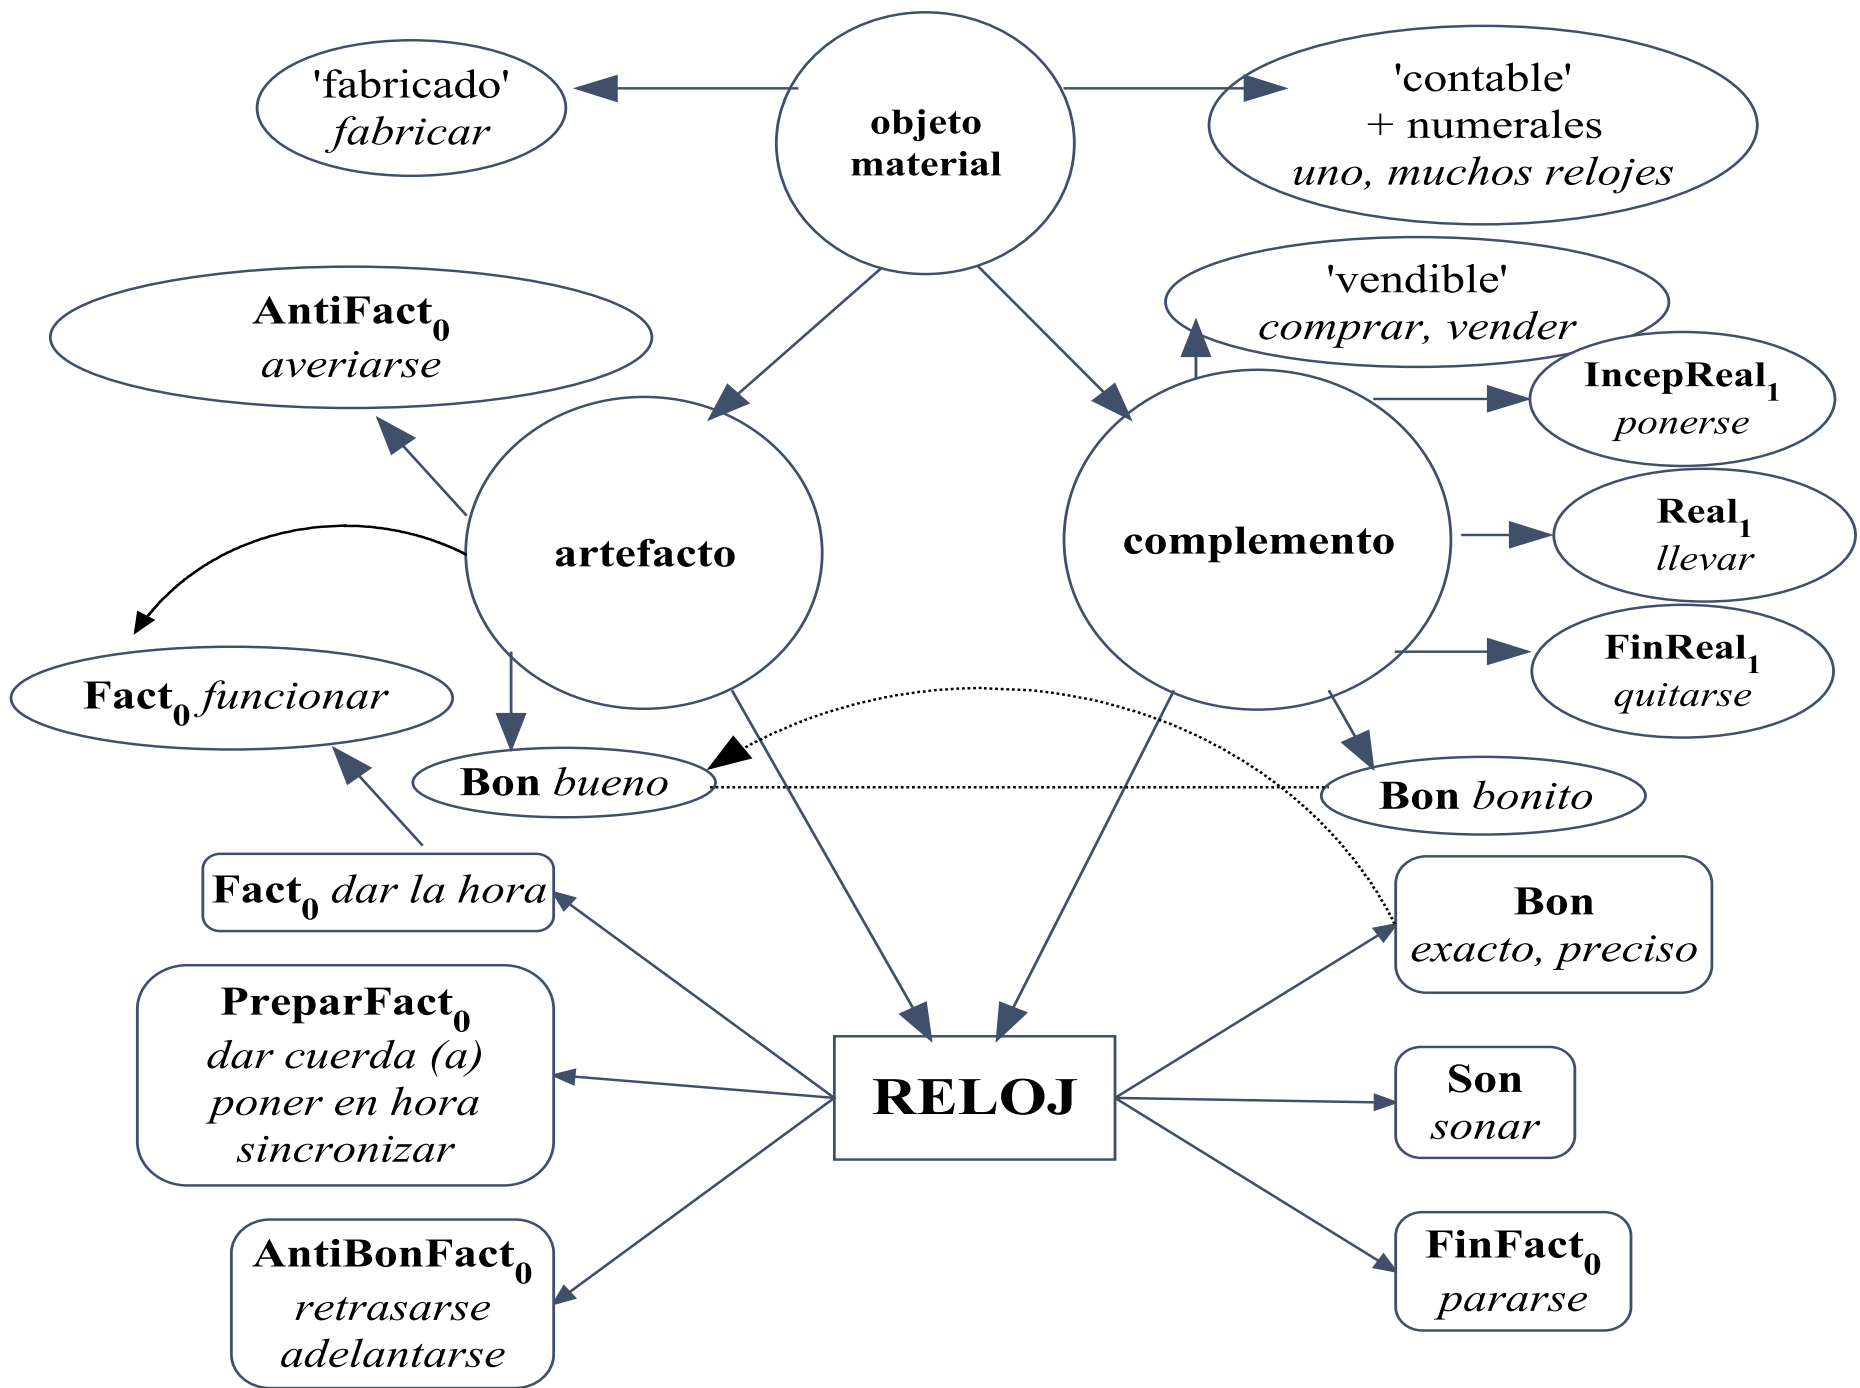 'fabricado'
fabricar
objeto
material
'contable'
+ numerales
uno, muchos relojes
'vendible'
comprar, vender
AntiFact0
averiarse
IncepReal1
ponerse
Real1
llevar
artefacto
complemento
FinReal1
quitarse
Fact0 funcionar
Bon bueno
Bon bonito
Fact0 dar la hora
Bon
exacto, preciso
PreparFact0
dar cuerda (a)
poner en hora
sincronizar
RELOJ
Son
sonar
AntiBonFact0
retrasarse
adelantarse
FinFact0
pararse